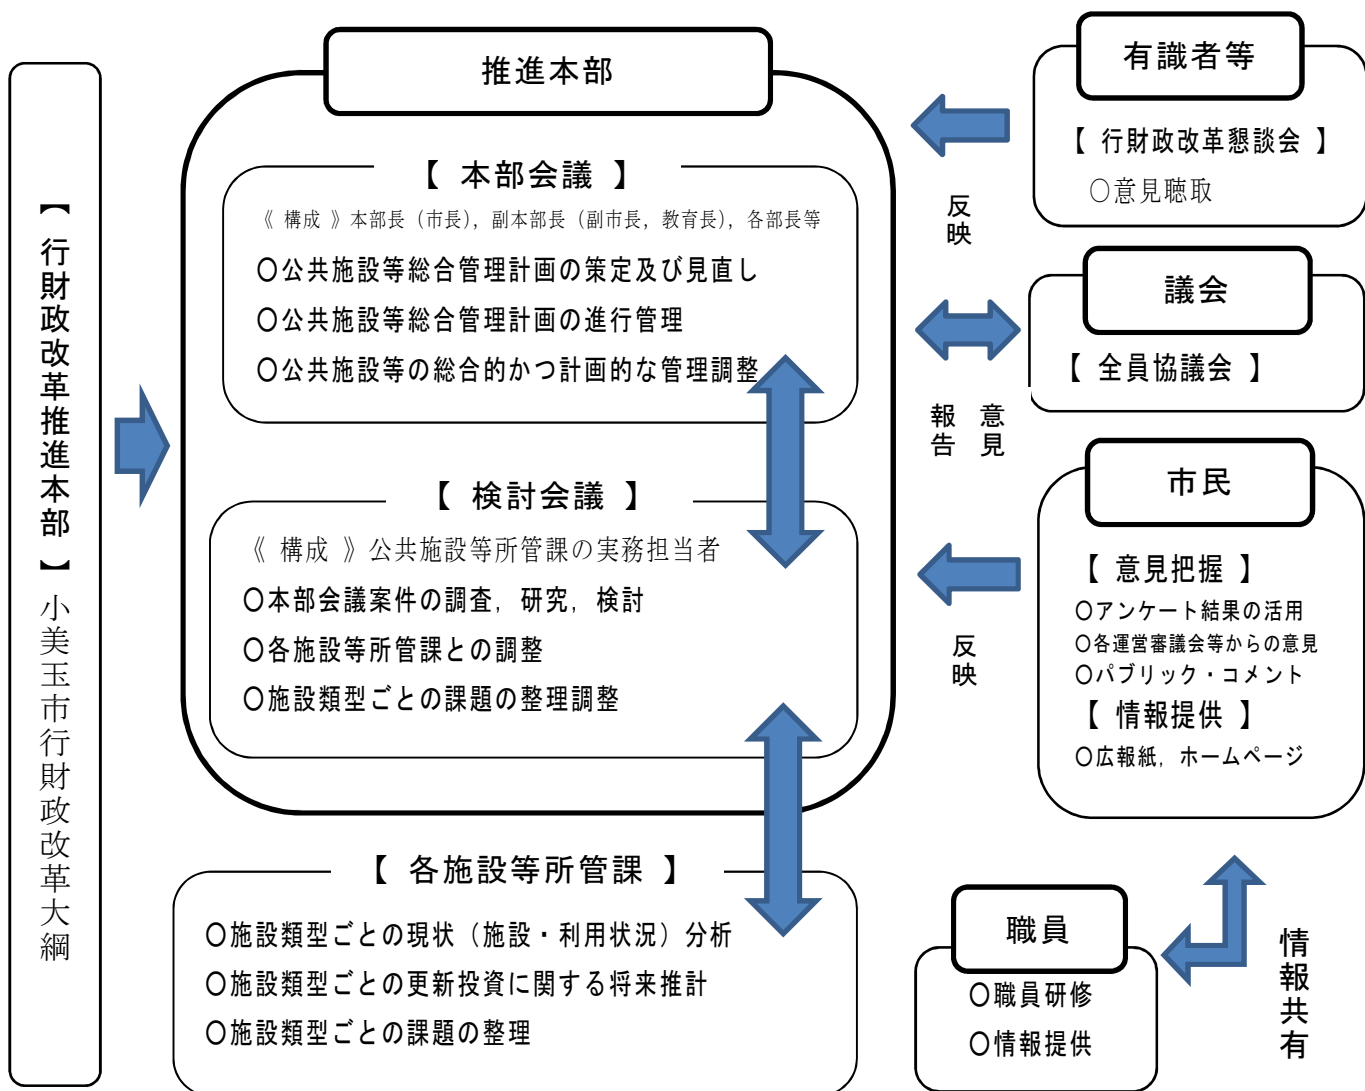 【 行財政改革推進本部 】小美玉市行財政改革大綱
推進本部
【 本部会議 】
《 構成 》本部長（市長），副本部長（副市長，教育長），各部長等
○公共施設等総合管理計画の策定及び見直し
○公共施設等総合管理計画の進行管理
○公共施設等の総合的かつ計画的な管理調整
【 検討会議 】
《 構成 》公共施設等所管課の実務担当者
○本部会議案件の調査，研究，検討
○各施設等所管課との調整
○施設類型ごとの課題の整理調整
【 各施設等所管課 】
○施設類型ごとの現状（施設・利用状況）分析
○施設類型ごとの更新投資に関する将来推計
○施設類型ごとの課題の整理
有識者等
【 行財政改革懇談会 】
○意見聴取
反映
議会
【 全員協議会 】
意見
報告
市民
【 意見把握 】
○アンケート結果の活用
○各運営審議会等からの意見
○パブリック・コメント
【 情報提供 】
○広報紙，ホームページ
反映
職員
○職員研修
○情報提供
情報共有